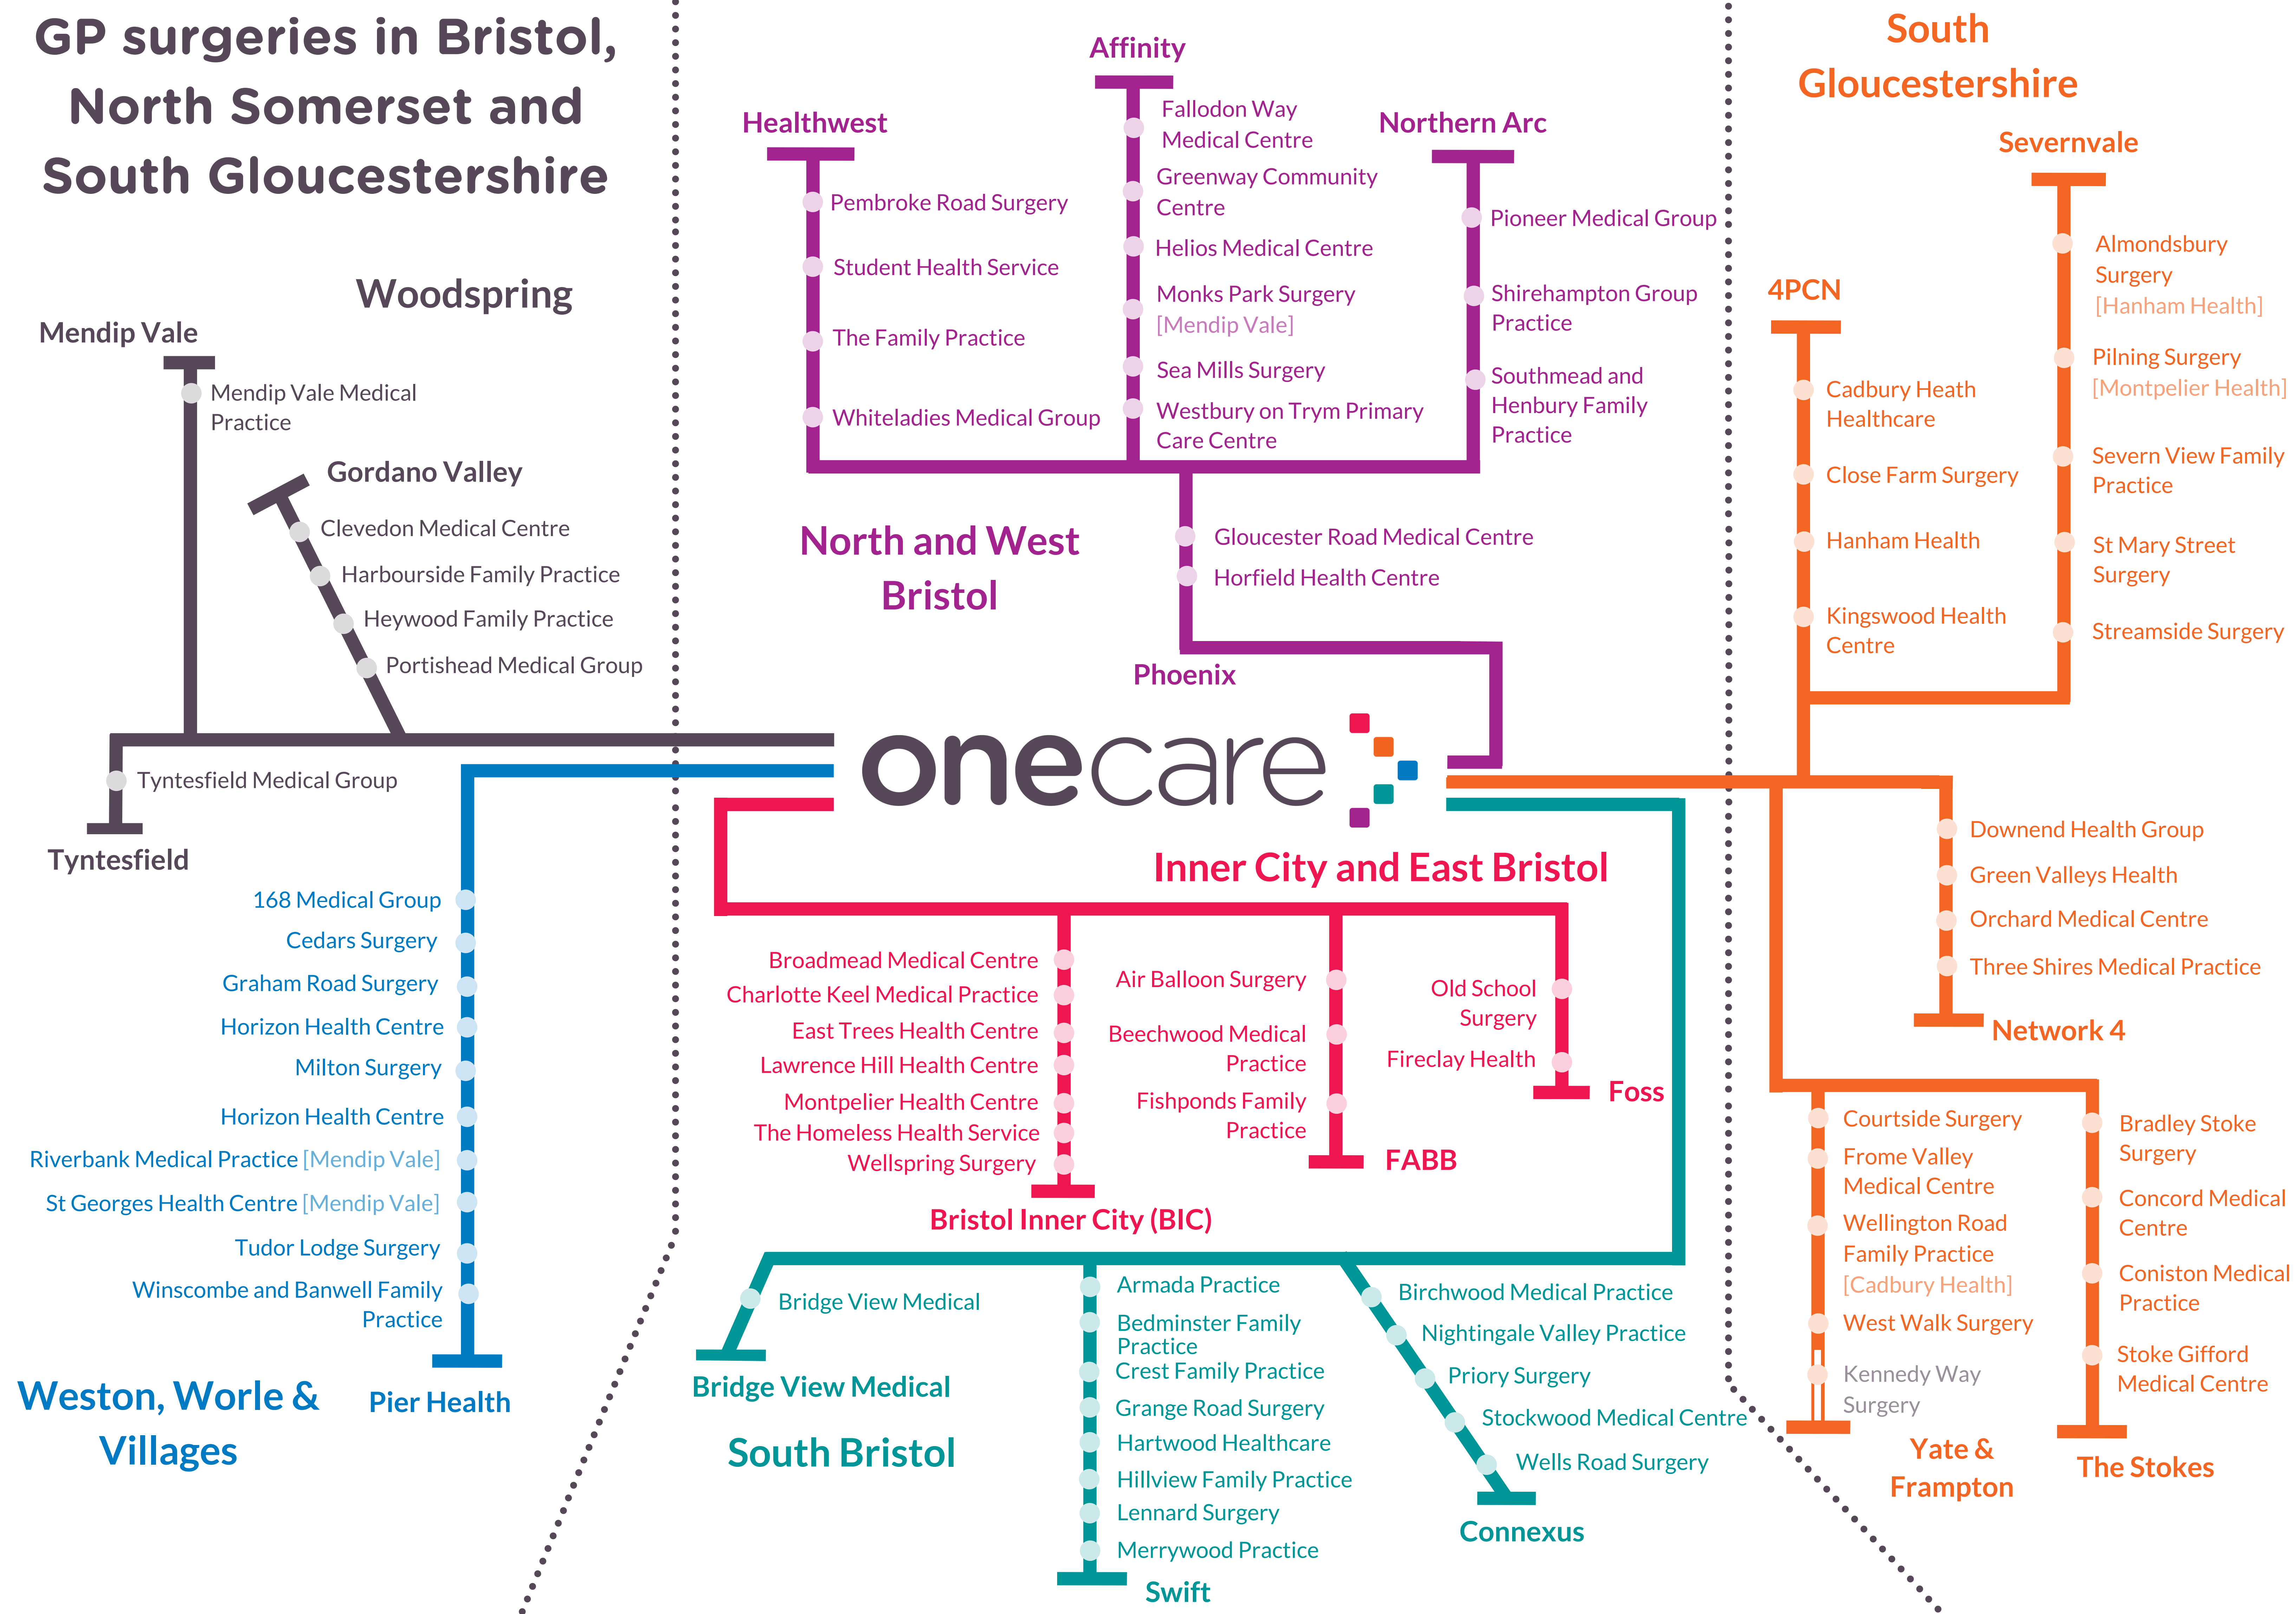 GP surgeries in Bristol,
North Somerset and
South Gloucestershire
Woodspring
Mendip Vale
Mendip Vale Medical
Practice
Gordano Valley
Clevedon Medical Centre
Harbourside Family Practice
Heywood Family Practice
Portishead Medical Group
Tyntesfield Medical Group
Tyntesfield
168 Medical Group
Cedars Surgery
Graham Road Surgery
Horizon Health Centre
Milton Surgery
Horizon Health Centre
Riverbank Medical Practice [Mendip Vale]
St Georges Health Centre [Mendip Vale]
Tudor Lodge Surgery
Winscombe and Banwell Family
Practice
Weston, Worle &
Villages
Pier Health
Healthwest
Pembroke Road Surgery
Student Health Service
The Family Practice
Whiteladies Medical Group
Affinity
Fallodon Way
Medical Centre
Greenway Community
Centre
Helios Medical Centre
Monks Park Surgery
[Mendip Vale]
Sea Mills Surgery
Westbury on Trym Primary
Care Centre
Northern Arc
Pioneer Medical Group
Shirehampton Group
Practice
Southmead and
Henbury Family
Practice
North and West
Bristol
Gloucester Road Medical Centre
Horfield Health Centre
Phoenix
onecare
Inner City and East Bristol
Broadmead Medical Centre
Charlotte Keel Medical Practice
East Trees Health Centre
Lawrence Hill Health Centre
Montpelier Health Centre
The Homeless Health Service
Wellspring Surgery
Bristol Inner City (BIC)
Air Balloon Surgery
Beechwood Medical
Practice
Fishponds Family
Practice
FABB
Old School
Surgery
Fireclay Health
Foss
Bridge View Medical
Bridge View Medical
South Bristol
Armada Practice
Bedminster Family
Practice
Crest Family Practice
Grange Road Surgery
Hartwood Healthcare
Hillview Family Practice
Lennard Surgery
Merrywood Practice
Swift
Birchwood Medical Practice
Nightingale Valley Practice
Priory Surgery
Stockwood Medical Centre
Wells Road Surgery
Connexus
South
Gloucestershire
Severnvale
Almondsbury
Surgery
[Hanham Health]
Pilning Surgery
[Montpelier Health]
Severn View Family
Practice
St Mary Street
Surgery
Streamside Surgery
4PCN
Cadbury Heath
Healthcare
Close Farm Surgery
Hanham Health
Kingswood Health
Centre
Downend Health Group
Green Valleys Health
Orchard Medical Centre
Three Shires Medical Practice
Network 4
Courtside Surgery
Frome Valley
Medical Centre
Wellington Road
Family Practice
[Cadbury Health]
West Walk Surgery
Kennedy Way
Surgery
Yate &
Frampton
Bradley Stoke
Surgery
Concord Medical
Centre
Coniston Medical
Practice
Stoke Gifford
Medical Centre
The Stokes